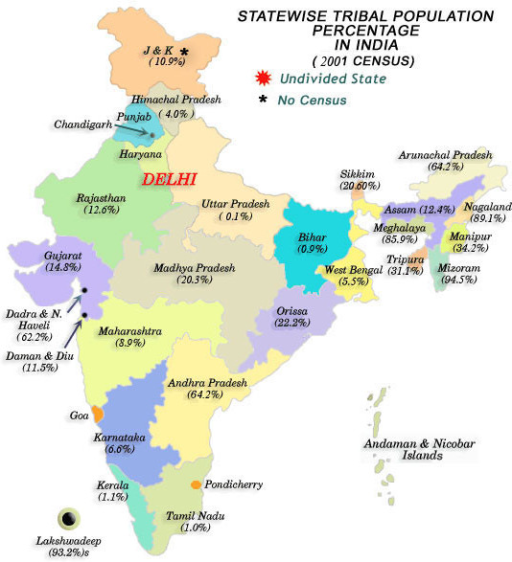 STATEWISE TRIBAL POPULATION
PERCENTAGE
IN INDIA
( 2001 CENSUS)
Undivided State
* No Census
J & K *
( 10.9%)
Himachal Pradesh
( 4.0% )
Punjab
Chandigarh
Haryana
DELHI
Rajasthan
(12.6%)
Uttar Pradesh
( 0.1%)
Sikkim
(20.60%)
Arunachal Pradesh
(64.2%)
Assam (12.4%)
Nagaland
(89.1%)
Meghalaya
(85.9%)
Manipur
(34.2%)
Tripura
(31.1%)
Mizoram
(94.5%)
Bihar
(0.9%)
West Bengal
(5.5%)
Gujarat
(14.8%)
Madhya Pradesh
(20.3%)
Orissa
(22.2%)
Dadra & N.
Haveli
(62.2%)
Daman & Diu
(11.5%)
Maharashtra
(8.9%)
Andhra Pradesh
(64.2%)
Goa
Karnataka
(6.6%)
Andaman & Nicobar
Islands
Kerala
(1.1%)
Pondicherry
Tamil Nadu
(1.0%)
Lakshwadeep
(93.2%)s